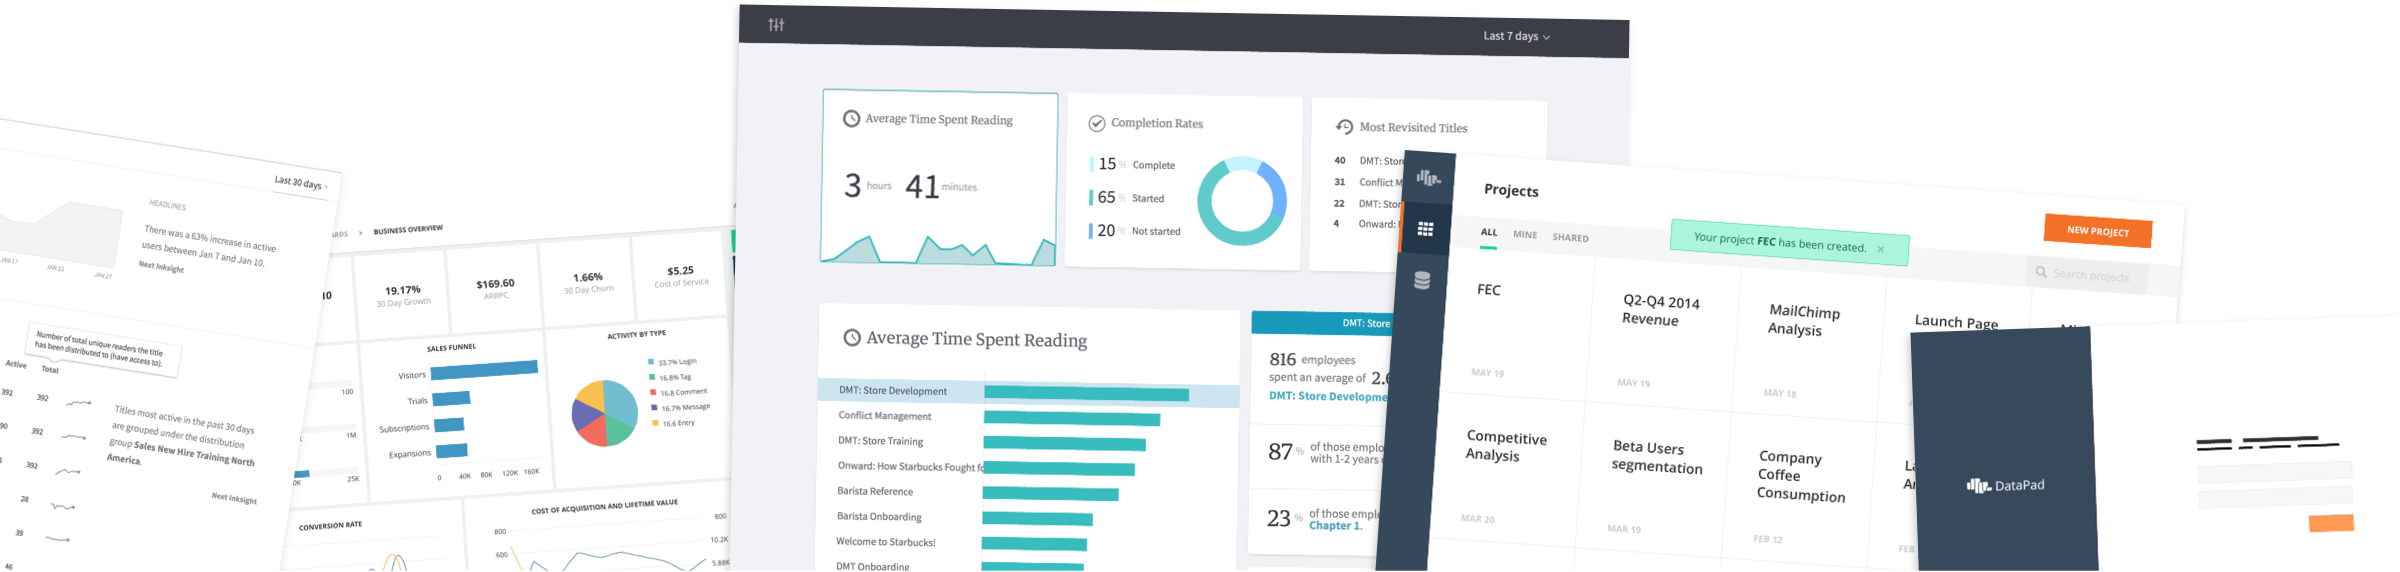 Last 30 days
HEADLINES
There was a 63% increase in active
users between Jan 7 and Jan 10.
Next Inksight
JAN 17
JAN 22
JAN 27
Number of total unique readers the title
has been distributed to (have access to).
Active
Total
392
392
392
392
28
39
46
Titles most active in the past 30 days
are grouped under the distribution
group Sales New Hire Training North
America.
Next Inksight
> BUSINESS OVERVIEW
19.17%
30 Day Growth
$169.60
ARRPC
1.66%
30 Day Churn
$5.25
Cost of Service
100
1M
25K
SALES FUNNEL
Visitors
Trials
Subscriptions
Expansions
0 40K 80K 120K 160K
ACTIVITY BY TYPE
33.7% Login
16.8% Tag
16.8 Comment
16.7% Message
16.6 Entry
CONVERSION RATE
COST OF ACQUISITION AND LIFETIME VALUE
800
600
800
10.2K
5.88K
Last 7 days
Average Time Spent Reading
3 hours 41 minutes
Completion Rates
15 % Complete
65 % Started
20 % Not started
Most Revisited Titles
40 DMT: Stor
31 Conflict M
22 DMT: Stor
4 Onward:
Average Time Spent Reading
DMT: Store Development
Conflict Management
DMT: Store Training
Onward: How Starbucks Fought fo
Barista Reference
Barista Onboarding
Welcome to Starbucks!
DMT Onboarding
DMT: Store
816 employees
spent an average of 2.6
DMT: Store Developme
87 % of those emplo
with 1-2 years
23 % of those emplo
Chapter 1.
Projects
NEW PROJECT
ALL MINE SHARED
Your project FEC has been created. ×
Search projects
FEC
MAY 19
Q2-Q4 2014
Revenue
MAY 19
MailChimp
Analysis
MAY 18
Launch Page
Competitive
Analysis
MAR 20
Beta Users
segmentation
MAR 19
Company
Coffee
Consumption
FEB 12
FEB
DataPad